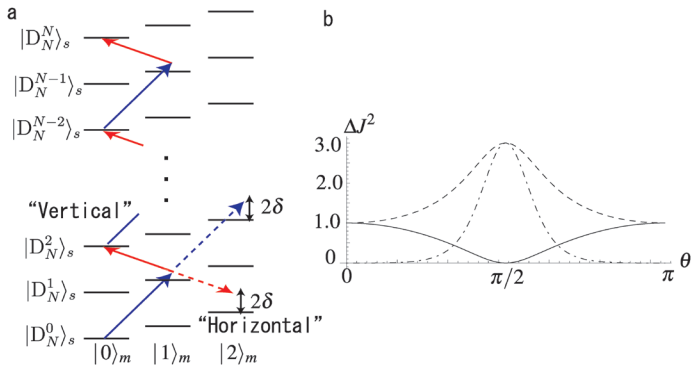 a
|D_N^N⟩_s
|D_N^{N-1}⟩_s
|D_N^{N-2}⟩_s
"Vertical"
2δ
|D_N^2⟩_s
|D_N^1⟩_s
2δ
|D_N^0⟩_s
"Horizontal"
|0⟩_m |1⟩_m |2⟩_m
b
ΔJ^2
3.0
2.0
1.0
0 π/2 π θ